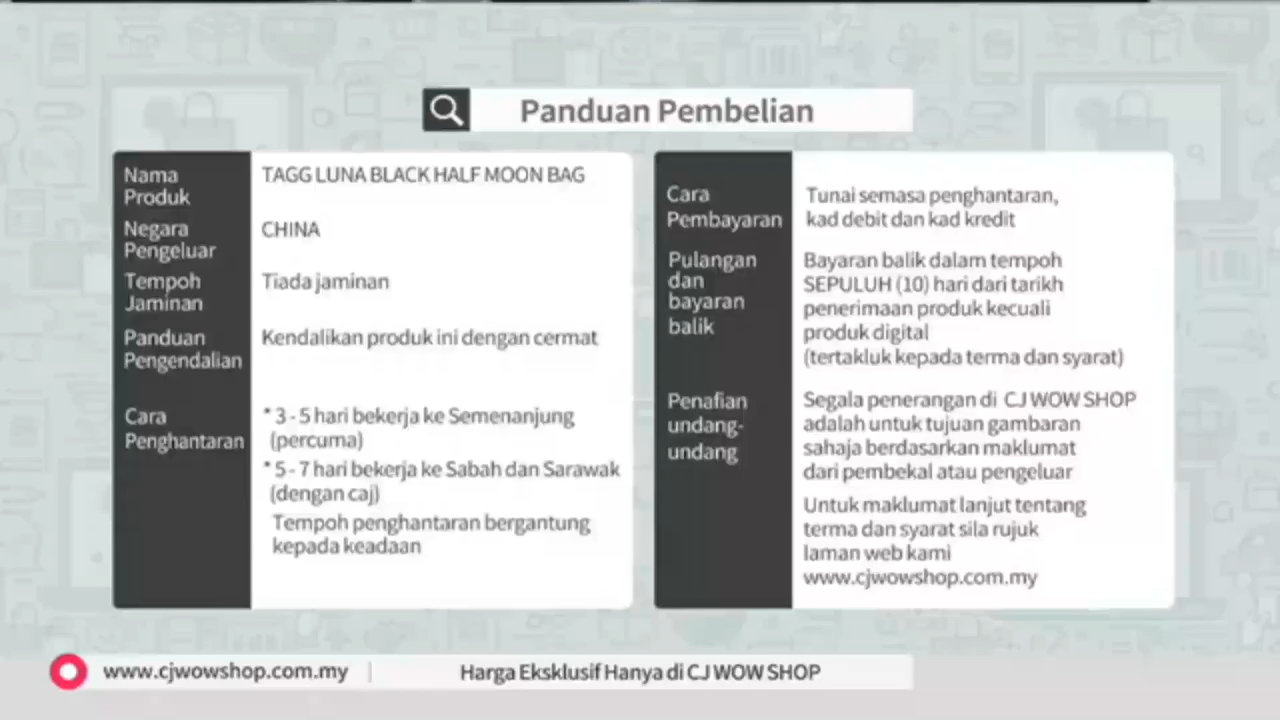 Panduan Pembelian
Nama
Produk
TAGG LUNA BLACK HALF MOON BAG
Negara
Pengeluar
CHINA
Tempoh
Jaminan
Tiada jaminan
Panduan
Pengendalian
Kendalikan produk ini dengan cermat
Cara
Penghantaran
* 3 - 5 hari bekerja ke Semenanjung
(percuma)
* 5 - 7 hari bekerja ke Sabah dan Sarawak
(dengan caj)
Tempoh penghantaran bergantung
kepada keadaan
Cara
Pembayaran
Tunai semasa penghantaran,
kad debit dan kad kredit
Pulangan
dan
bayaran
balik
Bayaran balik dalam tempoh
SEPULUH (10) hari dari tarikh
penerimaan produk kecuali
produk digital
(tertakluk kepada terma dan syarat)
Penafian
undang-
undang
Segala penerangan di CJ WOW SHOP
adalah untuk tujuan gambaran
sahaja berdasarkan maklumat
dari pembekal atau pengeluar
Untuk maklumat lanjut tentang
terma dan syarat sila rujuk
laman web kami
www.cjwowshop.com.my
www.cjwowshop.com.my | Harga Eksklusif Hanya di CJ WOW SHOP